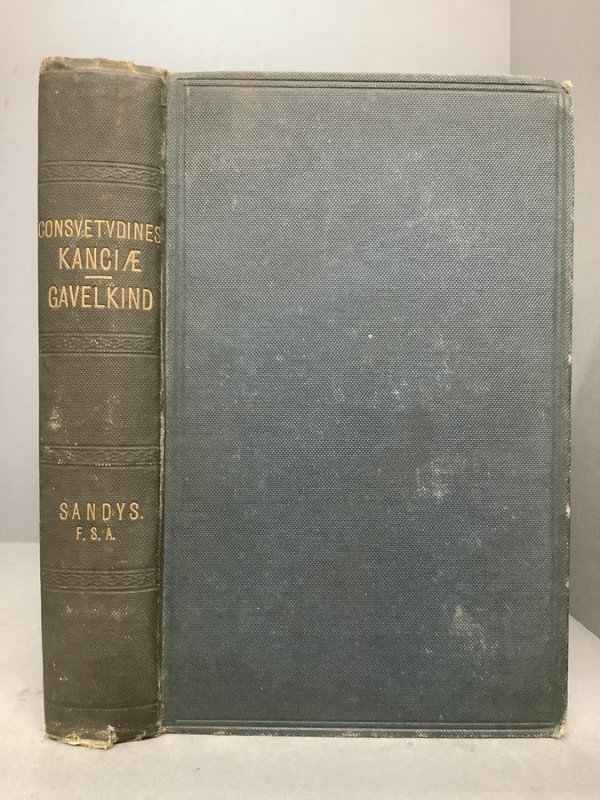 CONSVETVDINES
KANCIÆ
GAVELKIND
SANDYS.
F. S. A.